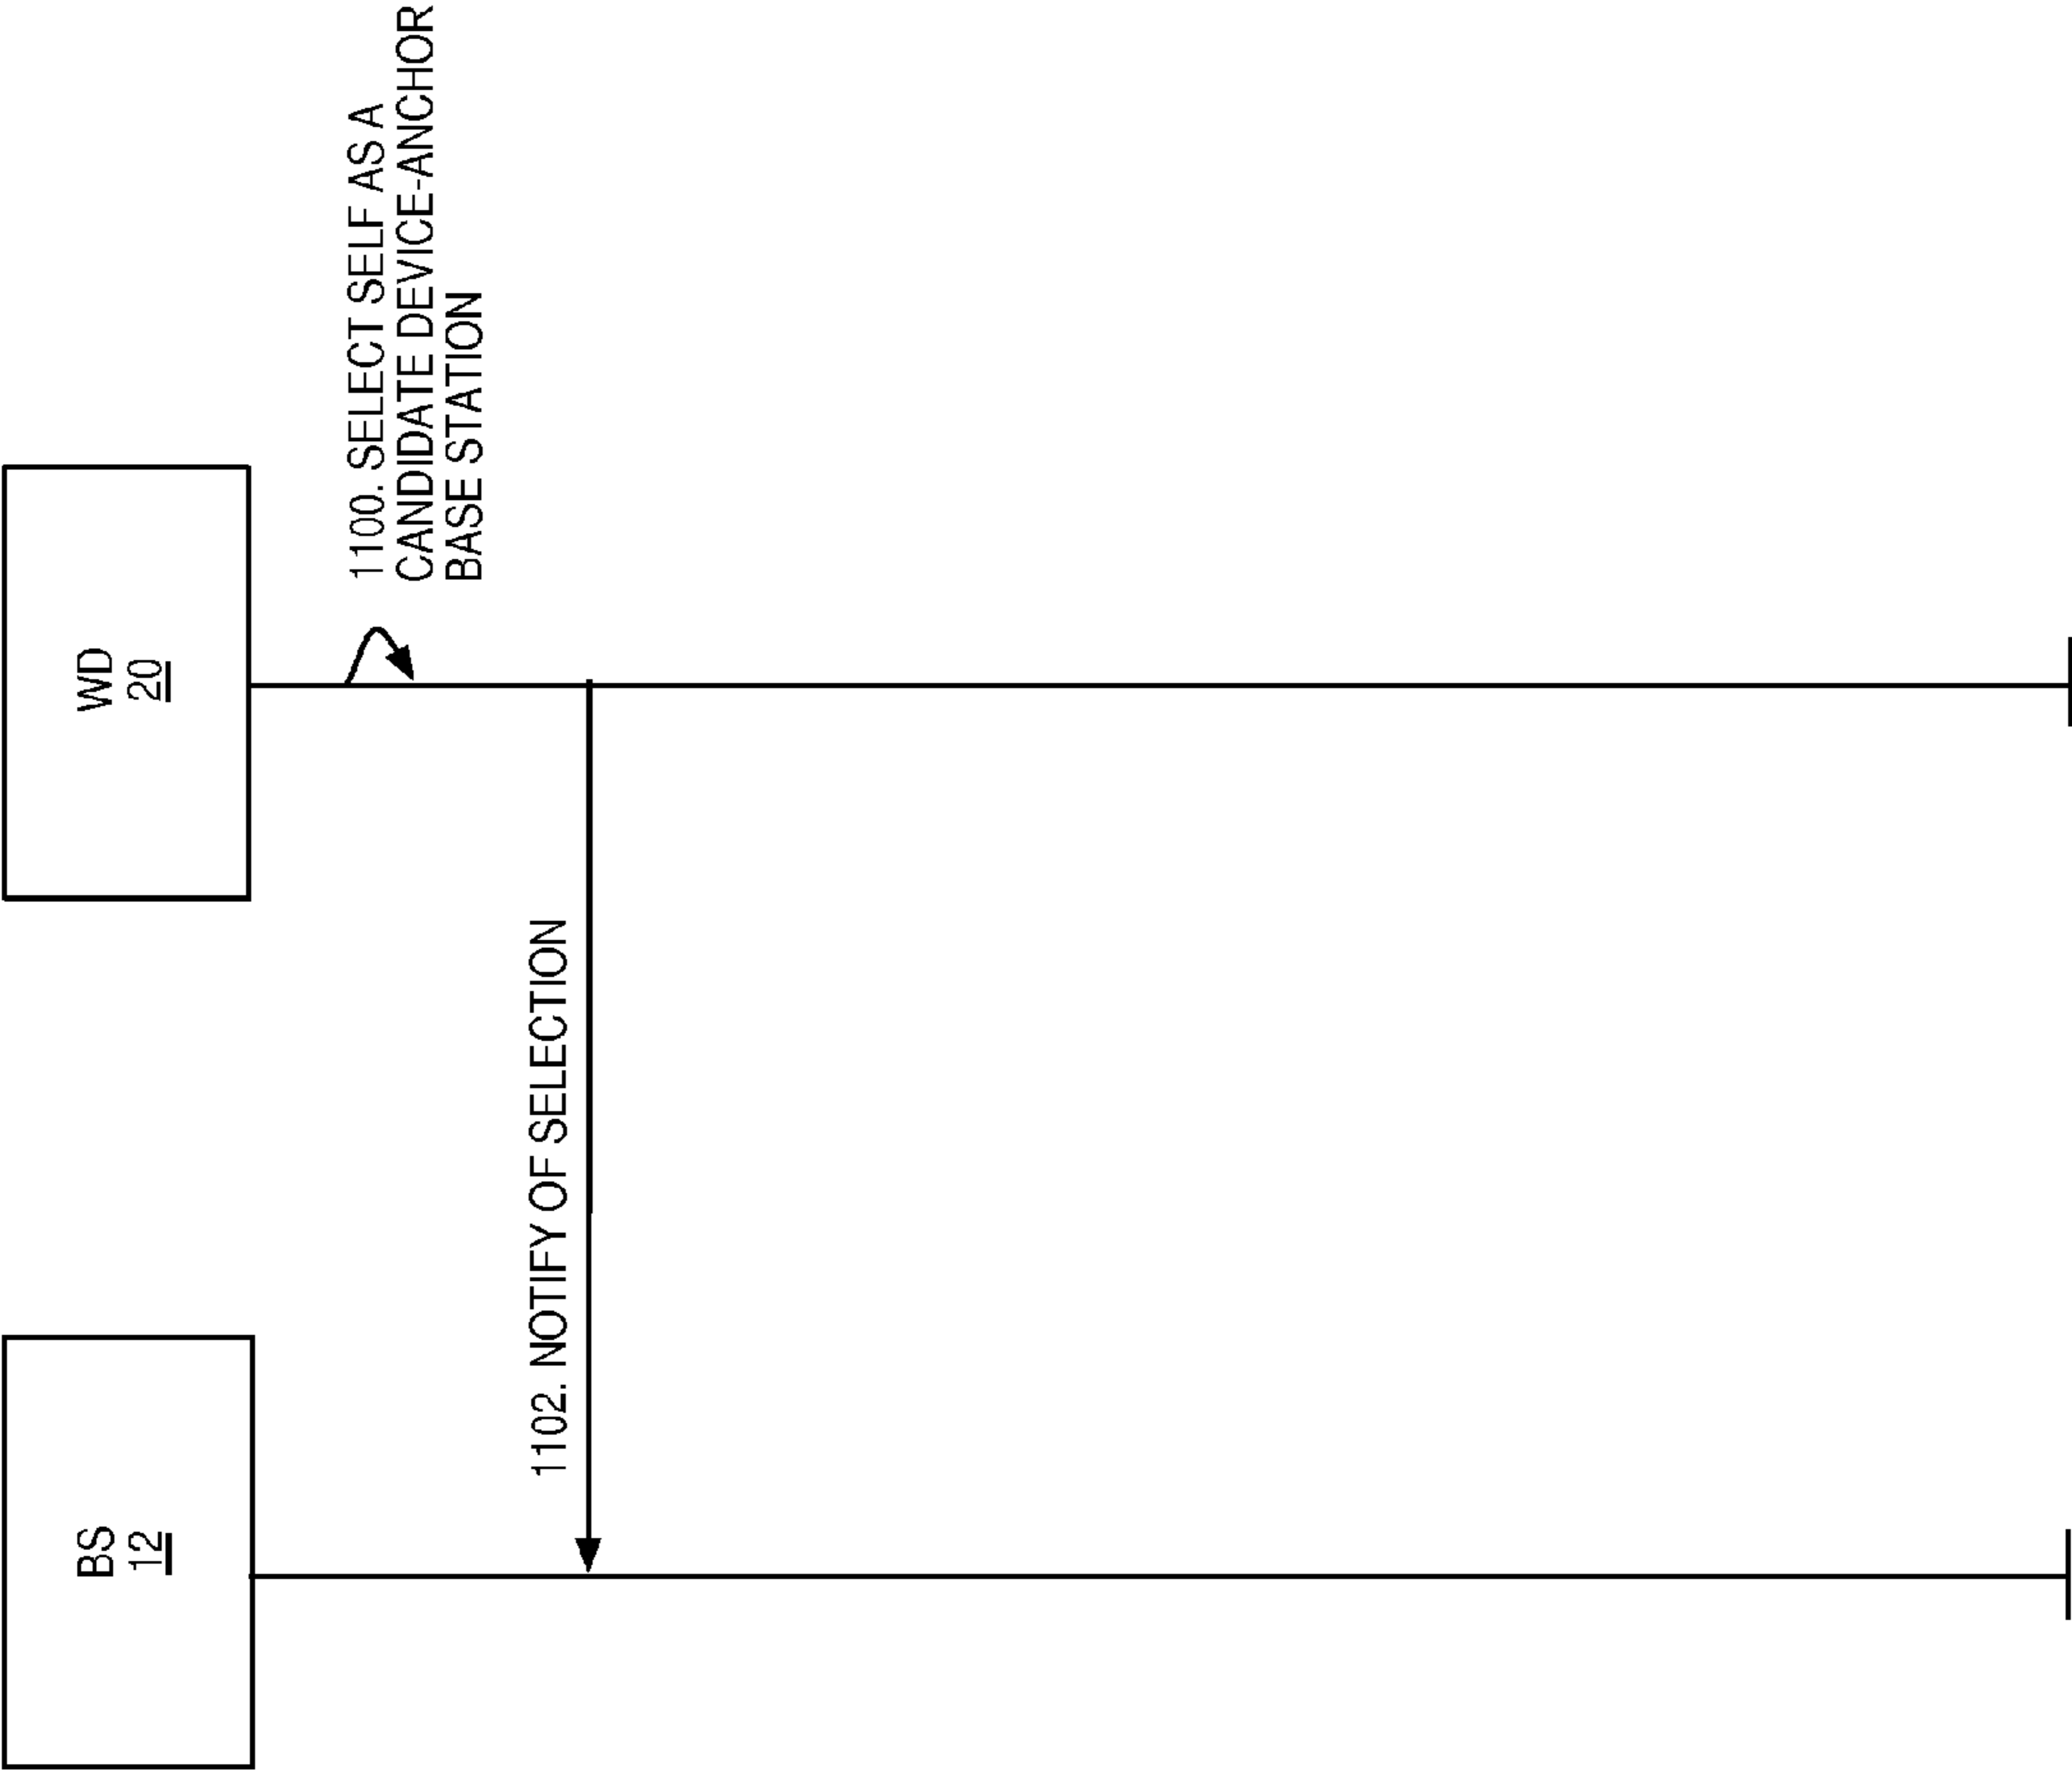 BS
12
WD
20
1100. SELECT SELF AS A
CANDIDATE DEVICE-ANCHOR
BASE STATION
1102. NOTIFY OF SELECTION